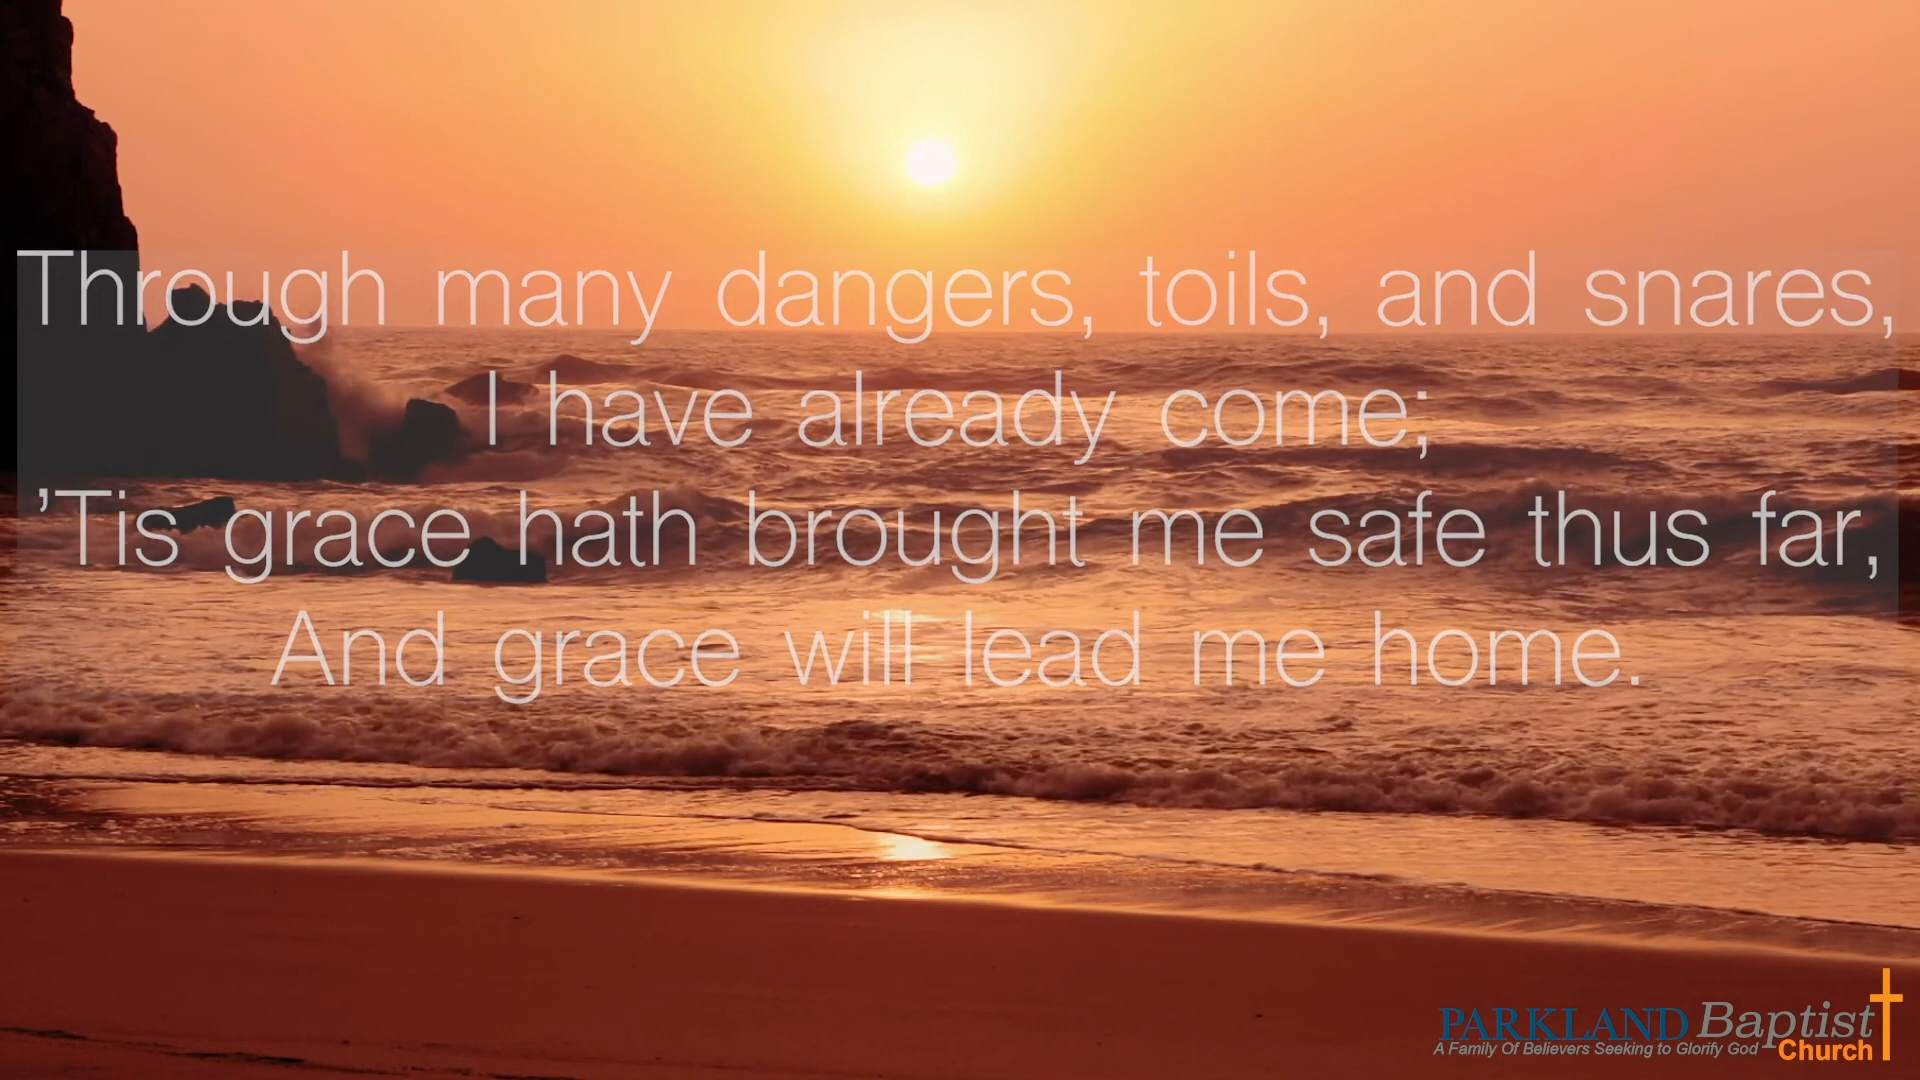 Through many dangers, toils, and snares,
I have already come;
’Tis grace hath brought me safe thus far,
And grace will lead me home.
PARKLAND Baptist
A Family Of Believers Seeking to Glorify God
Church